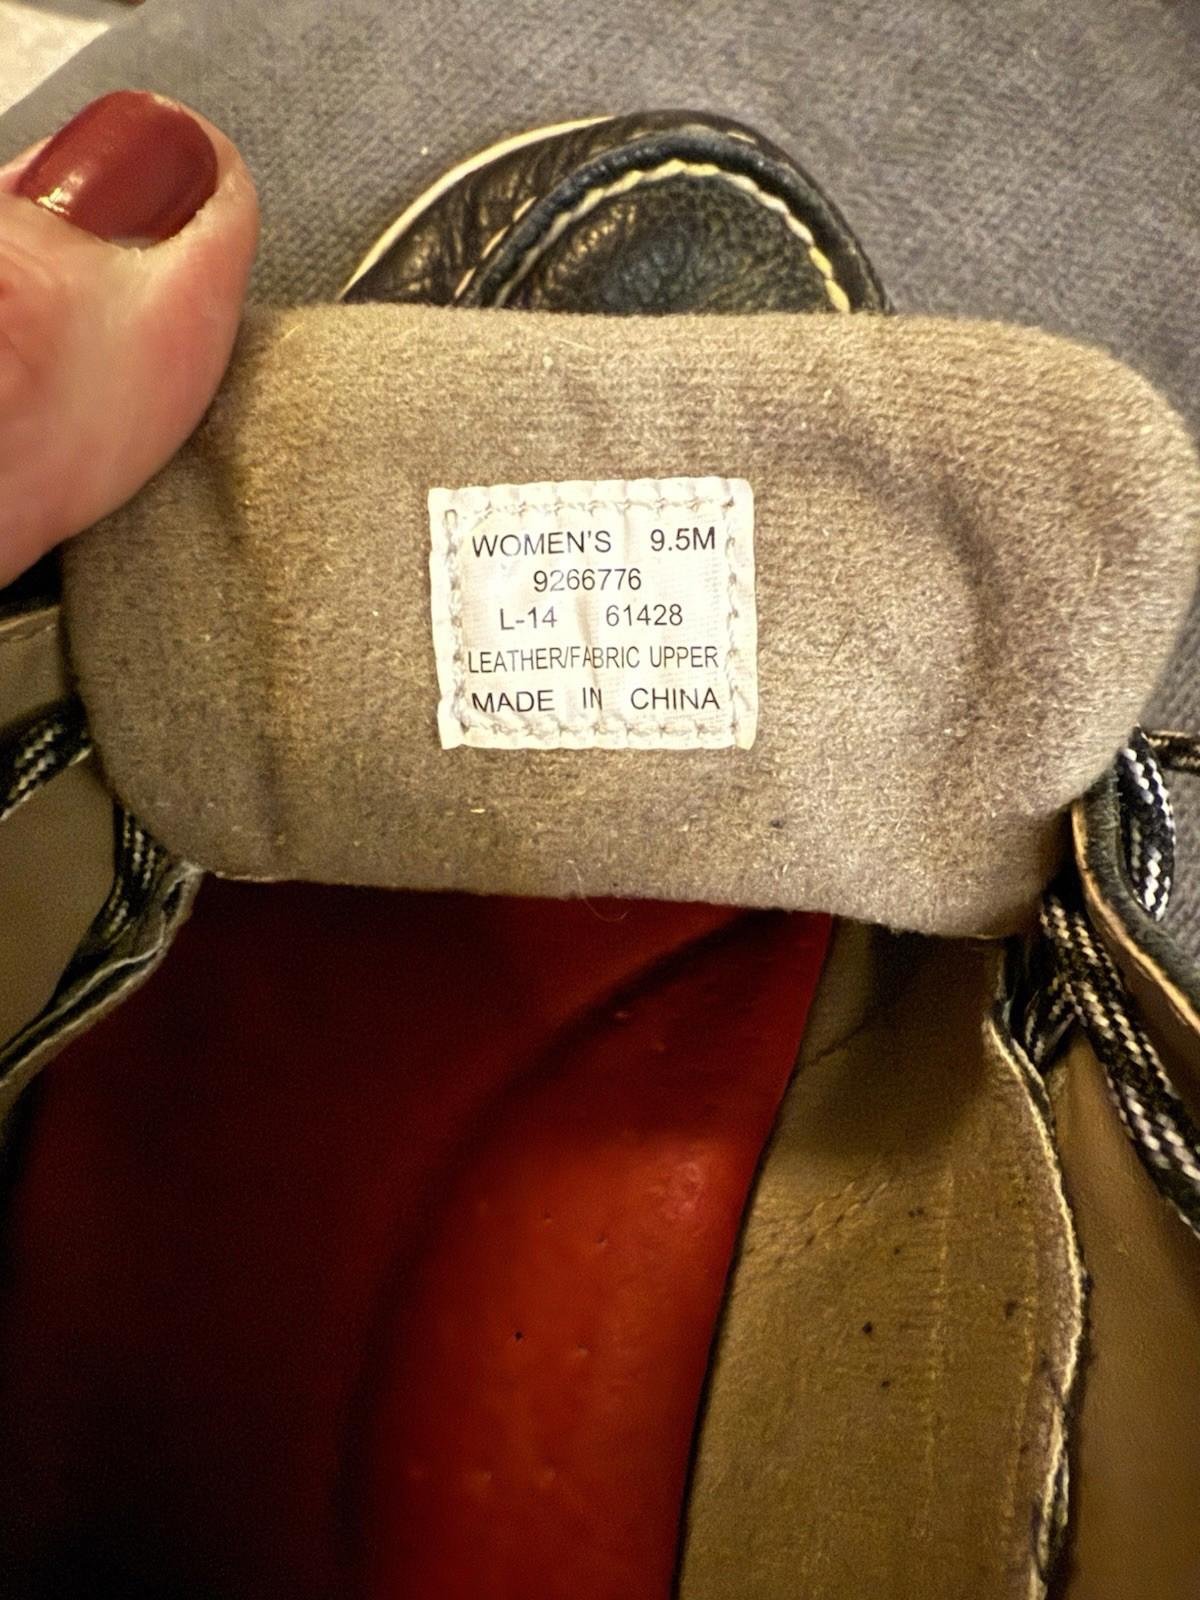 WOMEN'S 9.5M
9266776
L-14 61428
LEATHER/FABRIC UPPER
MADE IN CHINA